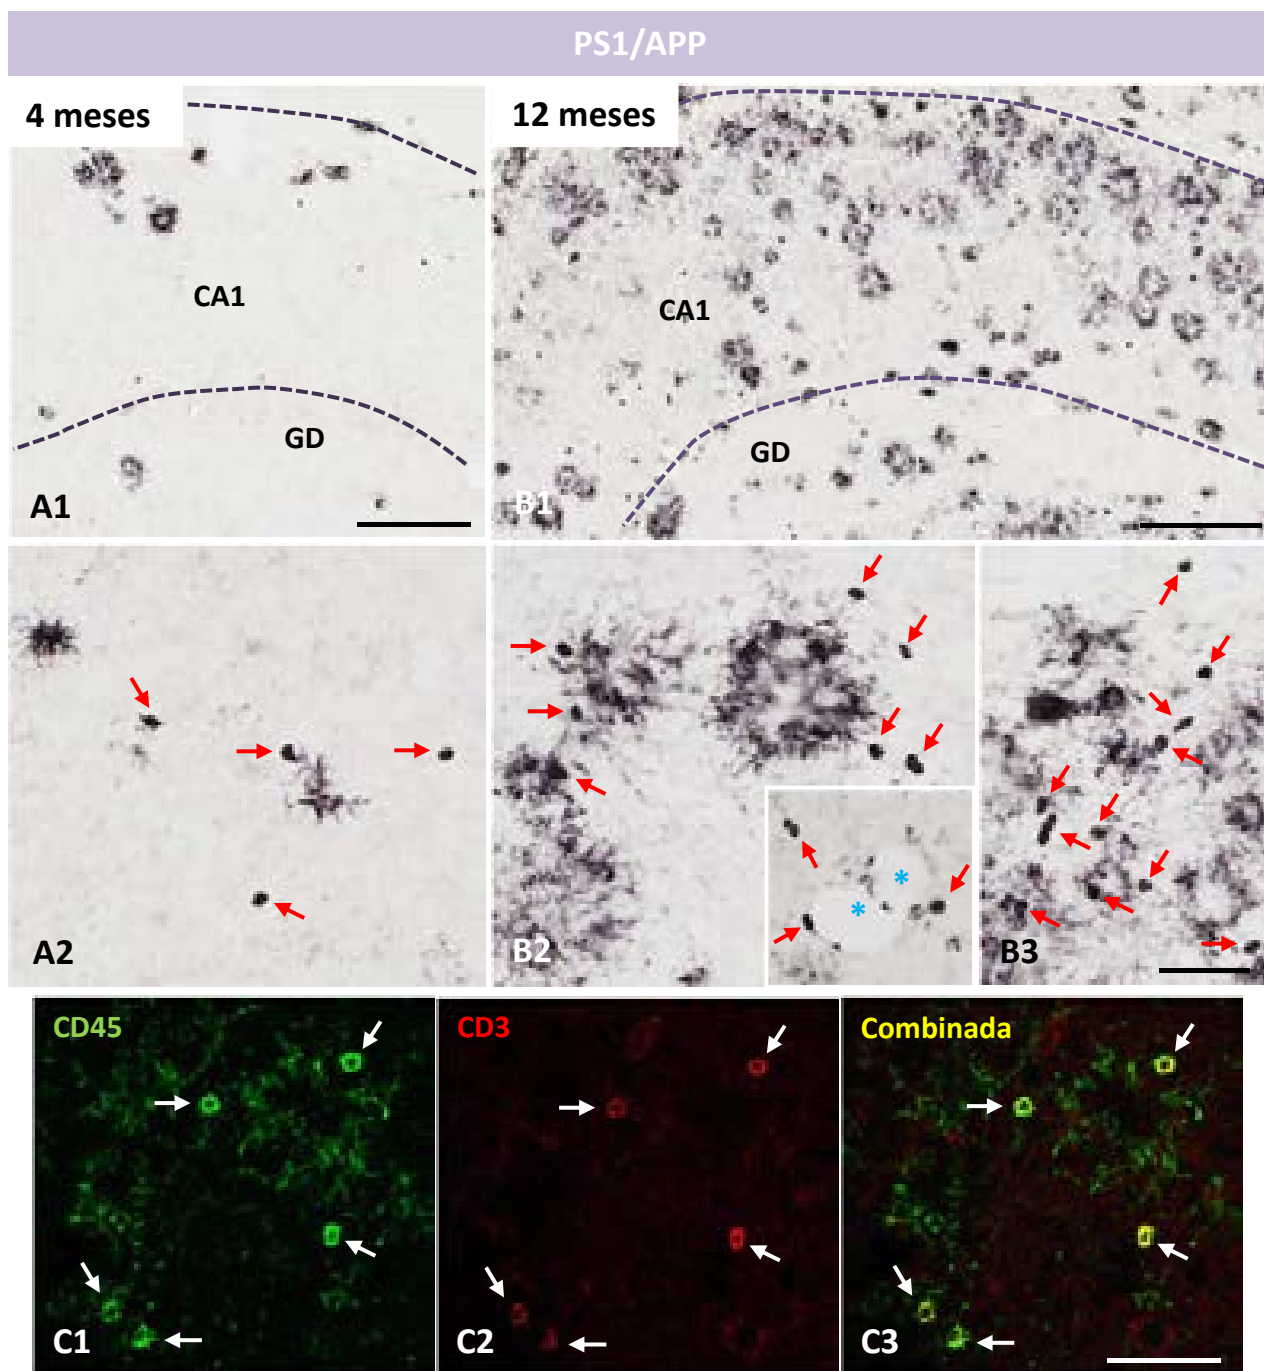 PS1/APP
4 meses
12 meses
CA1
CA1
GD
GD
A1
B1
A2
B2
B3
*
*
CD45
CD3
Combinada
C1
C2
C3